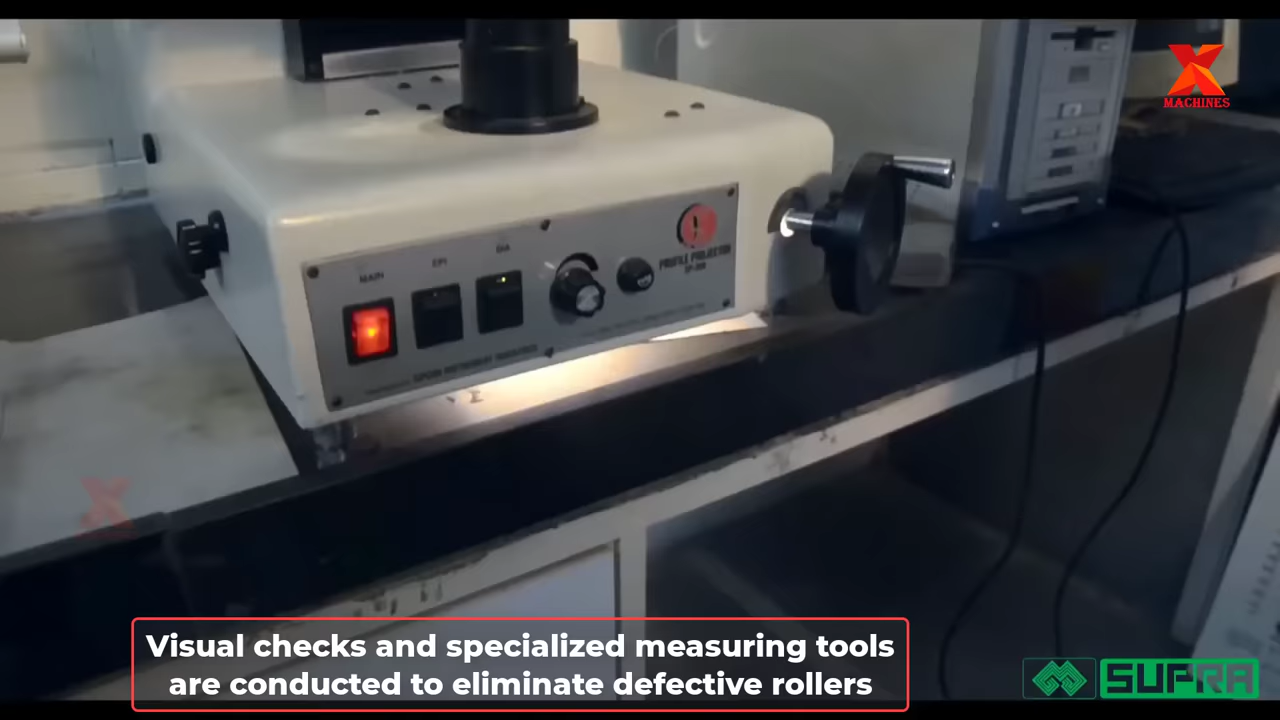 MACHINES
MAIN
EPI
DIA
PROFILE PROJECTOR
Visual checks and specialized measuring tools
are conducted to eliminate defective rollers
SUPRA